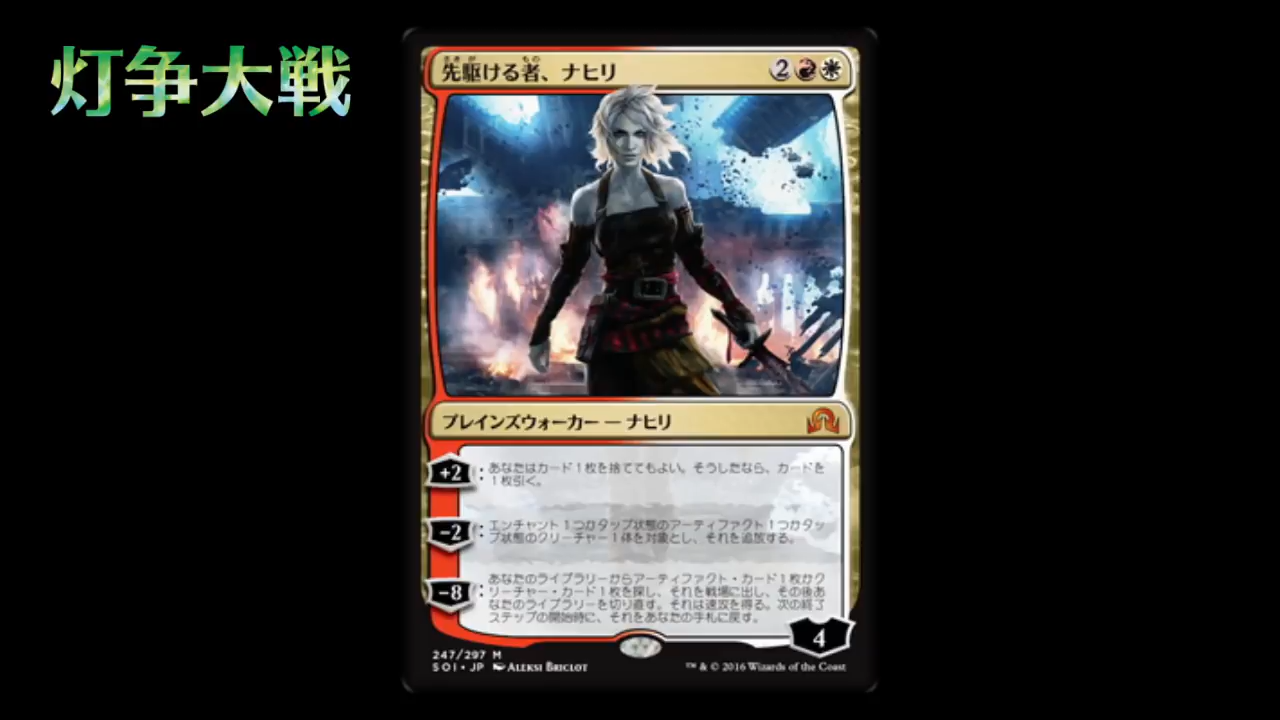 灯争大戦
さきが もの
先駆ける者、ナヒリ 2
プレインズウォーカー — ナヒリ
+2 : あなたはカード1枚を捨ててもよい。そうしたなら、カードを
1枚引く。
-2 : エンチャント1つかタップ状態のアーティファクト1つかタッ
プ状態のクリーチャー1体を対象とし、それを追放する。
-8 : あなたのライブラリーからアーティファクト・カード1枚かク
リーチャー・カード1枚を探し、それを戦場に出し、その後あ
なたのライブラリーを切り直す。それは速攻を得る。次の終了
ステップの開始時に、それをあなたの手札に戻す。
4
247/297 M
SOI • JP ALEKSI BRICLOT
™ & © 2016 Wizards of the Coast